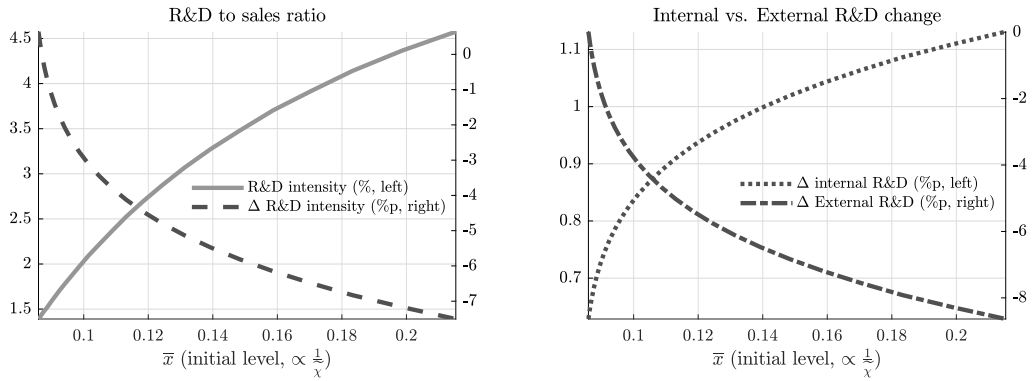 R&D to sales ratio
4.5
4
3.5
3
2.5
2
1.5
0
-1
-2
-3
-4
-5
-6
-7
R&D intensity (%, left)
Δ R&D intensity (%p, right)
0.1 0.12 0.14 0.16 0.18 0.2
x̅ (initial level, ∝ 1/χ̃)
Internal vs. External R&D change
1.1
1
0.9
0.8
0.7
0
-2
-4
-6
-8
Δ internal R&D (%p, left)
Δ External R&D (%p, right)
0.1 0.12 0.14 0.16 0.18 0.2
x̅ (initial level, ∝ 1/χ̃)